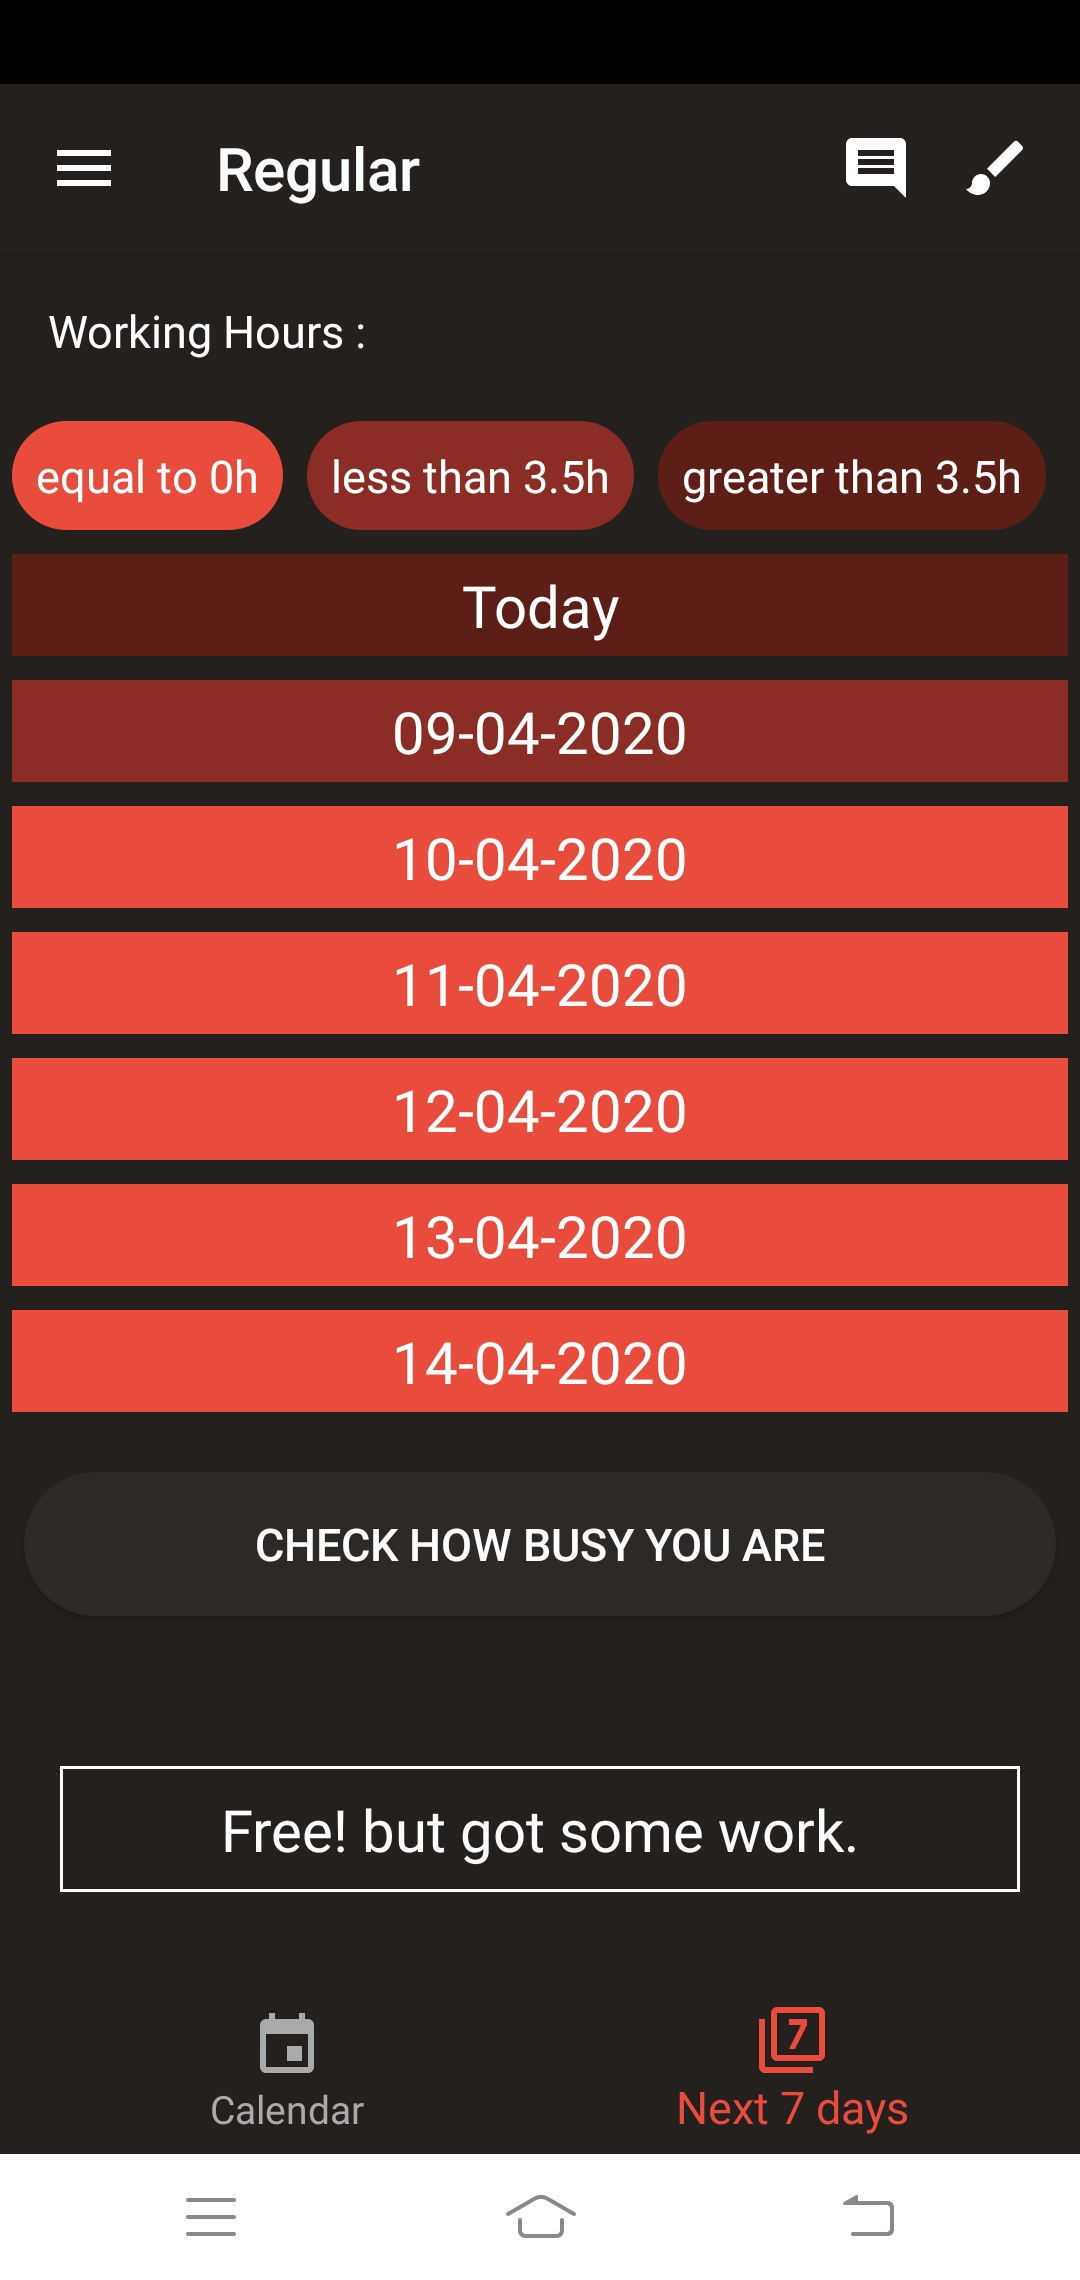 Regular
Working Hours :
equal to 0h less than 3.5h greater than 3.5h
Today
09-04-2020
10-04-2020
11-04-2020
12-04-2020
13-04-2020
14-04-2020
CHECK HOW BUSY YOU ARE
Free! but got some work.
7
Calendar Next 7 days